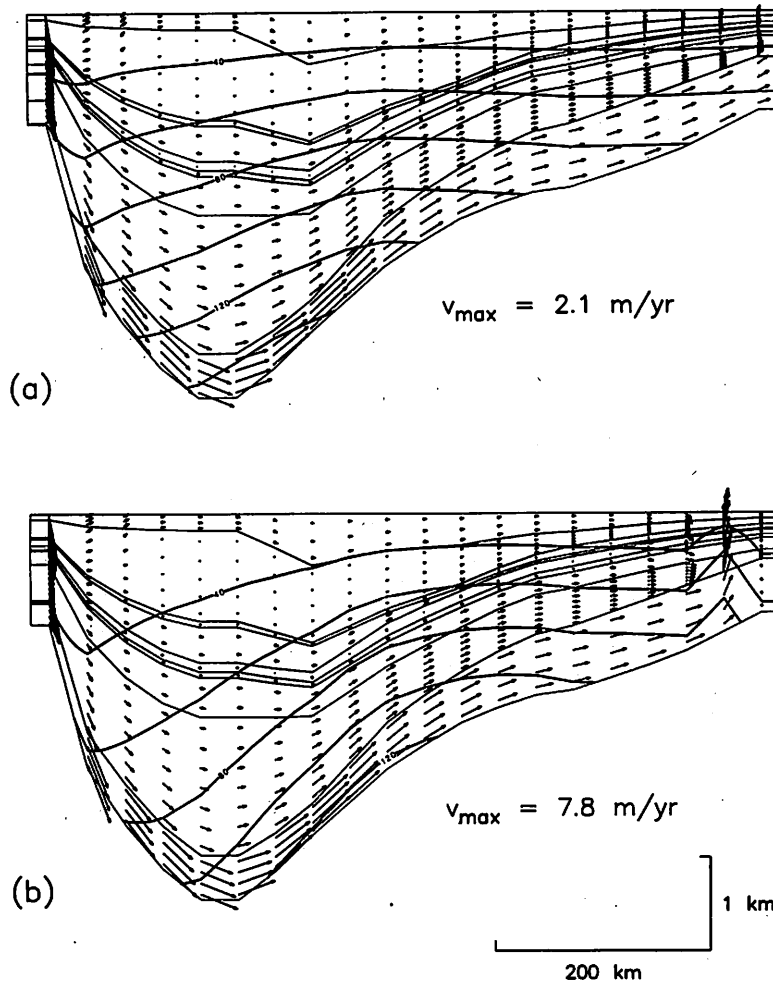 40
80
120
v_max = 2.1 m/yr
(a)
40
80
120
v_max = 7.8 m/yr
(b)
1 km
200 km